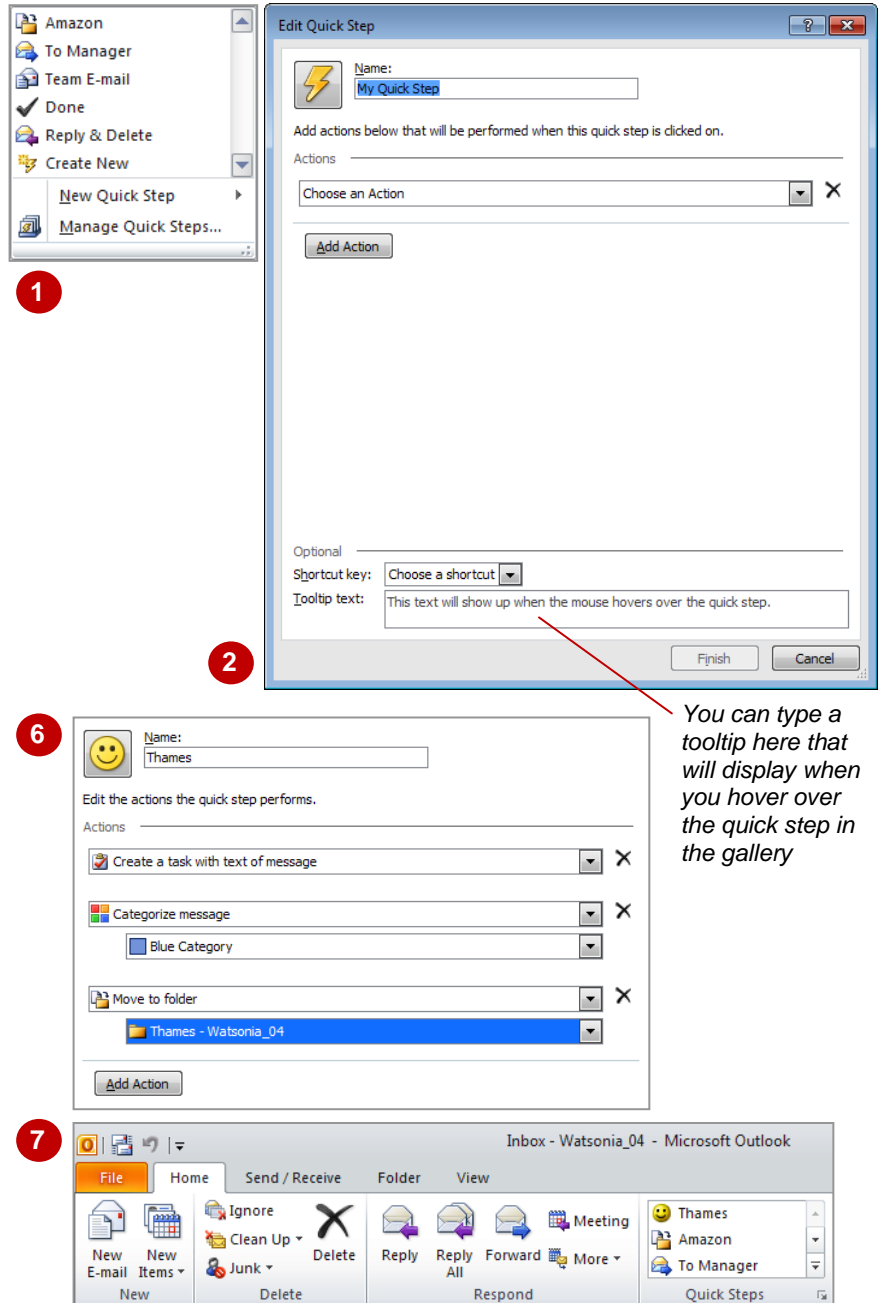 Amazon
To Manager
Team E-mail
Done
Reply & Delete
Create New
New Quick Step
Manage Quick Steps...
1
Edit Quick Step
Name:
My Quick Step
Add actions below that will be performed when this quick step is clicked on.
Actions
Choose an Action
Add Action
Optional
Shortcut key: Choose a shortcut
Tooltip text: This text will show up when the mouse hovers over the quick step.
Finish Cancel
2
You can type a
tooltip here that
will display when
you hover over
the quick step in
the gallery
6
Name:
Thames
Edit the actions the quick step performs.
Actions
Create a task with text of message
Categorize message
Blue Category
Move to folder
Thames - Watsonia_04
Add Action
7
Inbox - Watsonia_04 - Microsoft Outlook
File Home Send / Receive Folder View
New E-mail
New Items
New
Ignore
Clean Up
Junk
Delete
Delete
Reply
Reply All
Forward
Meeting
More
Respond
Thames
Amazon
To Manager
Quick Steps